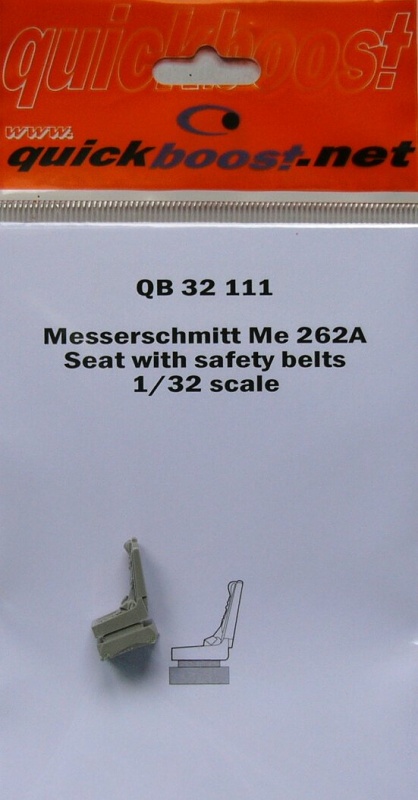 quickboost
www.
quickboost.net
QB 32 111
Messerschmitt Me 262A
Seat with safety belts
1/32 scale